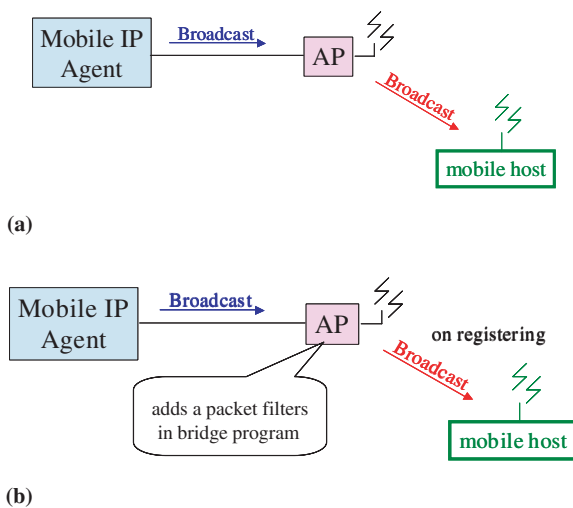 Mobile IP
Agent
Broadcast
AP
Broadcast
mobile host
(a)
Mobile IP
Agent
Broadcast
AP
on registering
Broadcast
adds a packet filters
in bridge program
mobile host
(b)